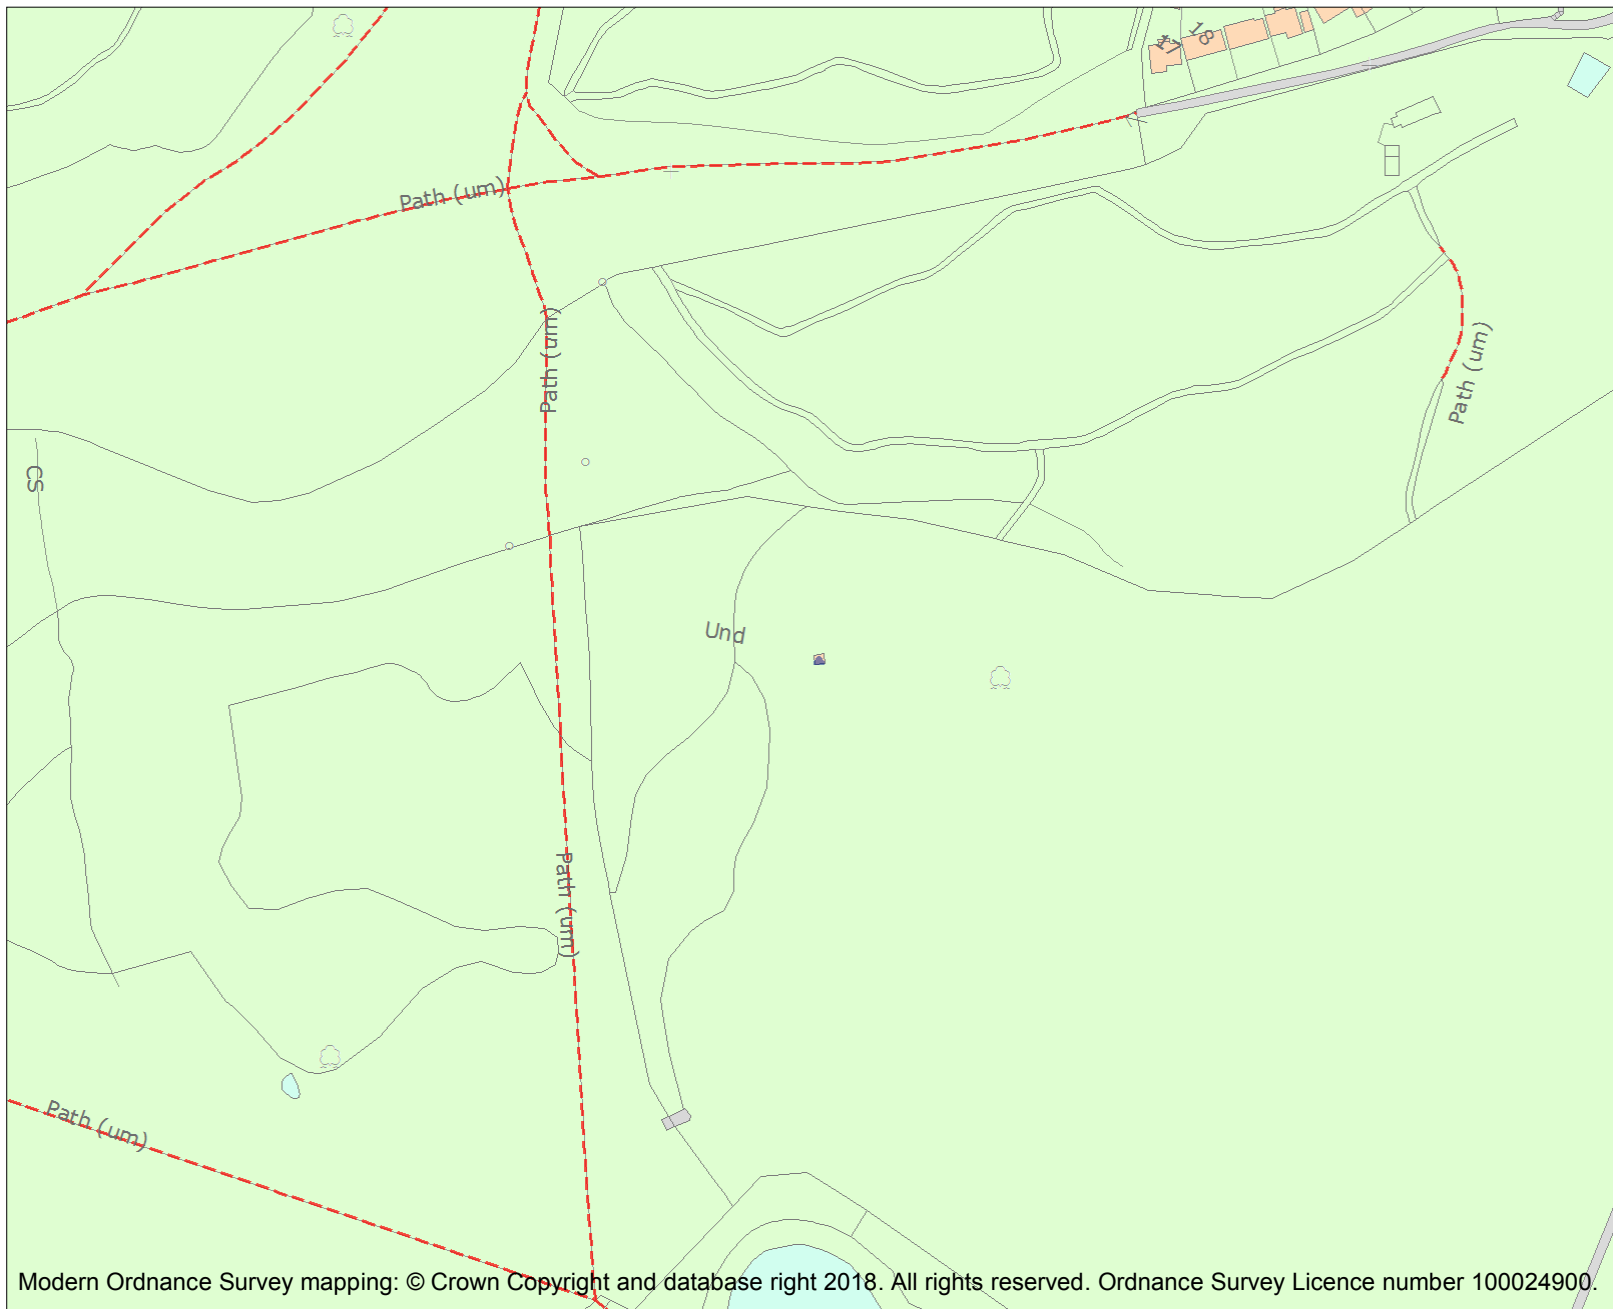 17
18
Path (um)
Path (um)
Path (um)
CS
Und
Path (um)
Path (um)
Modern Ordnance Survey mapping: © Crown Copyright and database right 2018. All rights reserved. Ordnance Survey Licence number 100024900.